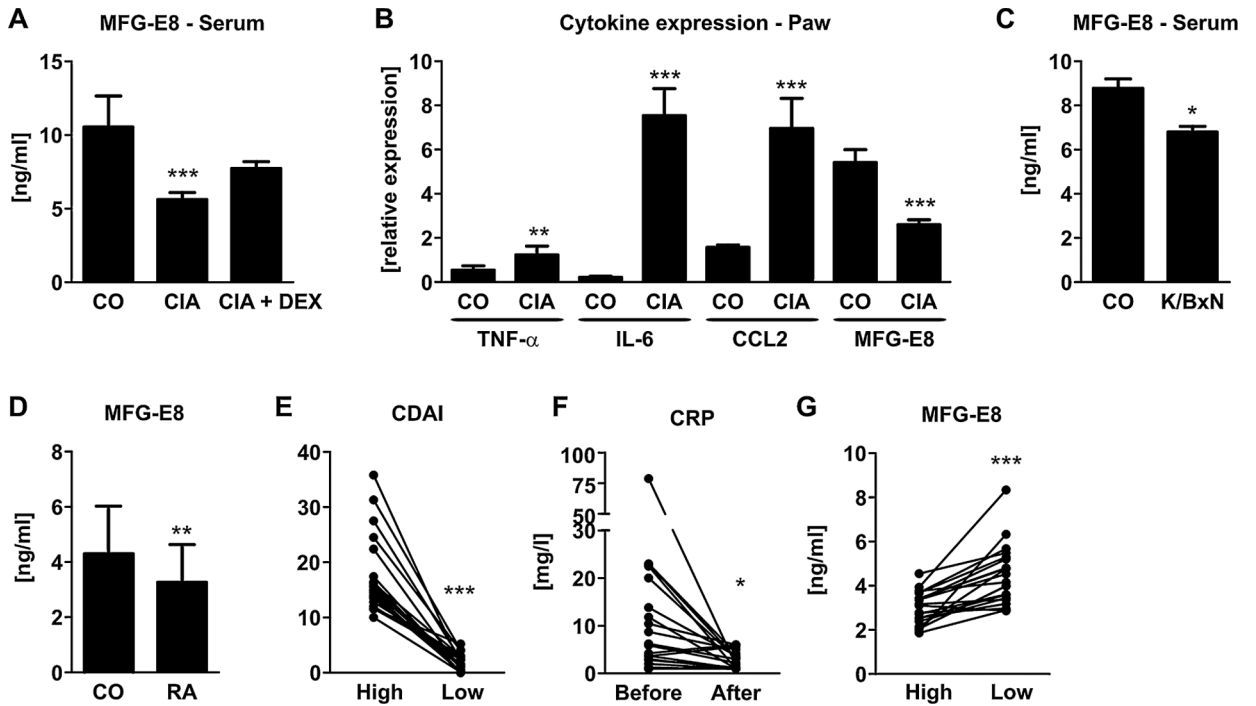 A MFG-E8 - Serum
[ng/ml]
15
10
5
0
***
CO CIA CIA + DEX
B Cytokine expression - Paw
[relative expression]
10
8
6
4
2
0
** *** *** ***
CO CIA CO CIA CO CIA CO CIA
TNF-α IL-6 CCL2 MFG-E8
C MFG-E8 - Serum
[ng/ml]
10
8
6
4
2
0
*
CO K/BxN
D MFG-E8
[ng/ml]
8
6
4
2
0
**
CO RA
E CDAI
40
30
20
10
0
***
High Low
F CRP
[mg/l]
100
75
50
30
20
10
0
*
Before After
G MFG-E8
[ng/ml]
10
8
6
4
2
0
***
High Low